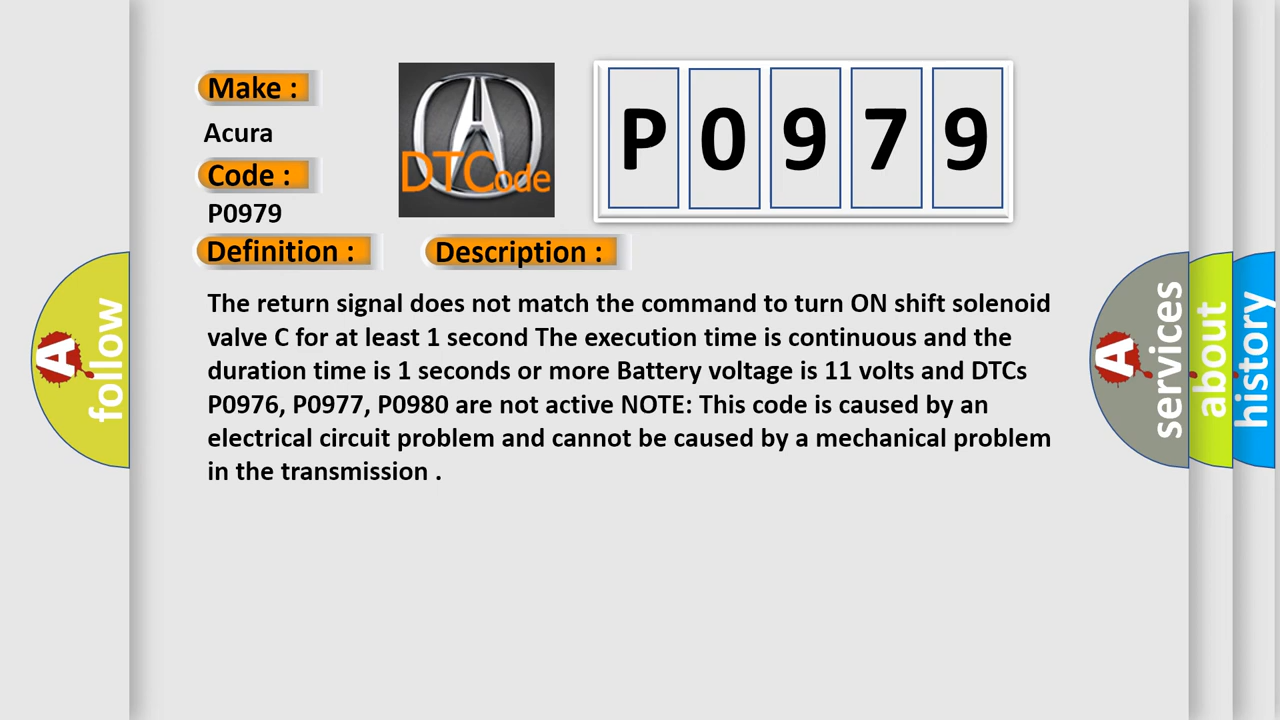 Make :
Acura
Code :
P0979
Definition :
Description :
DTCode
P0979
The return signal does not match the command to turn ON shift solenoid
valve C for at least 1 second The execution time is continuous and the
duration time is 1 seconds or more Battery voltage is 11 volts and DTCs
P0976, P0977, P0980 are not active NOTE: This code is caused by an
electrical circuit problem and cannot be caused by a mechanical problem
in the transmission .
A follow
A services
about
history